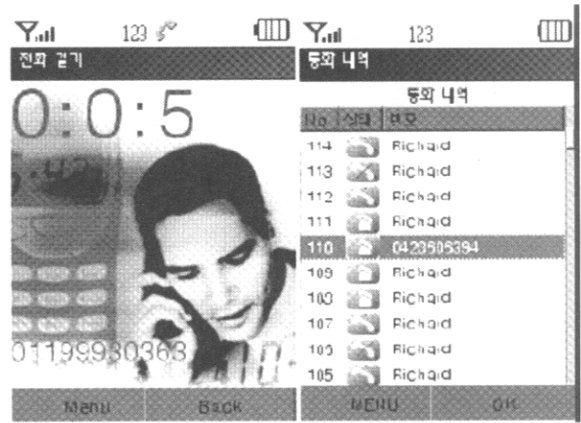 123
전화 걸기
0:0:5
01199930363
Menu Back
123
통화 내역
통화 내역
No 상태 번호
114 Richard
113 Richard
112 Richard
111 Richard
110 0428606394
109 Richard
108 Richard
107 Richard
106 Richard
105 Richard
MENU OK